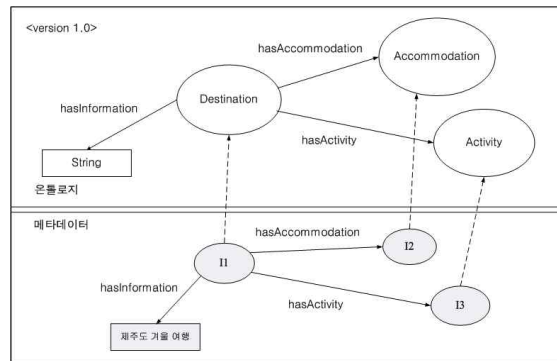 <version 1.0>
hasAccommodation
Accommodation
Destination
hasInformation
hasActivity
Activity
String
온톨로지
메타데이터
hasAccommodation
I1
I2
hasInformation
hasActivity
I3
제주도 겨울 여행